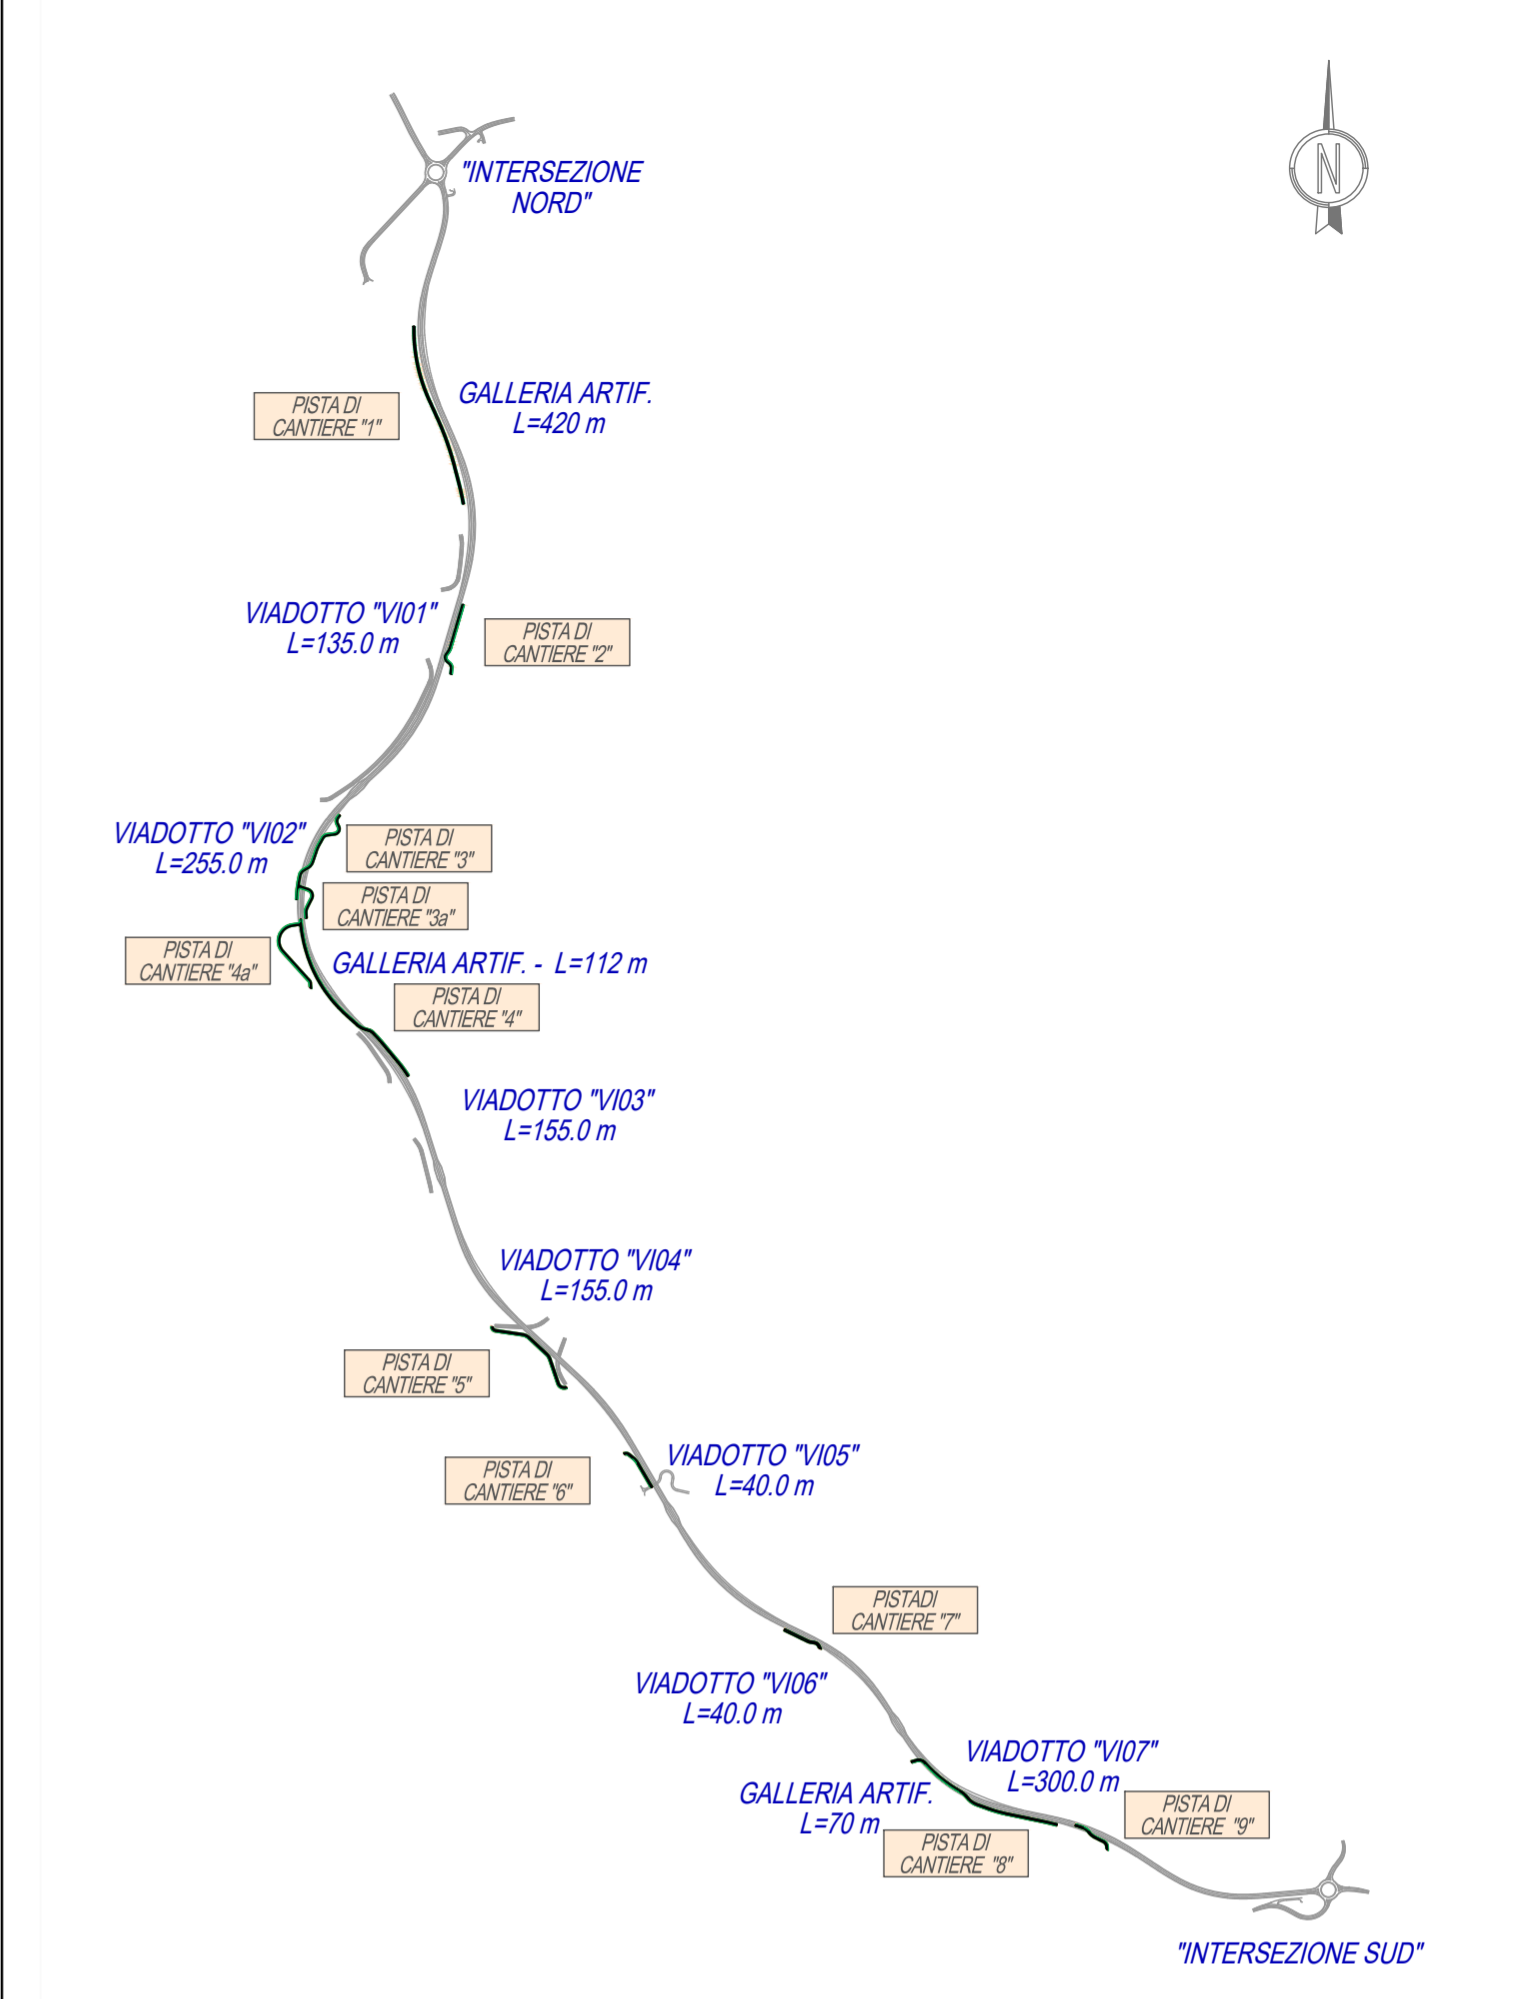 "INTERSEZIONE
NORD"
N
GALLERIA ARTIF.
L=420 m
PISTA DI
CANTIERE "1"
VIADOTTO "VI01"
L=135.0 m
PISTA DI
CANTIERE "2"
VIADOTTO "VI02"
L=255.0 m
PISTA DI
CANTIERE "3"
PISTA DI
CANTIERE "3a"
PISTA DI
CANTIERE "4a"
GALLERIA ARTIF. - L=112 m
PISTA DI
CANTIERE "4"
VIADOTTO "VI03"
L=155.0 m
VIADOTTO "VI04"
L=155.0 m
PISTA DI
CANTIERE "5"
VIADOTTO "VI05"
L=40.0 m
PISTA DI
CANTIERE "6"
PISTADI
CANTIERE "7"
VIADOTTO "VI06"
L=40.0 m
VIADOTTO "VI07"
L=300.0 m
GALLERIA ARTIF.
L=70 m
PISTA DI
CANTIERE "9"
PISTA DI
CANTIERE "8"
"INTERSEZIONE SUD"